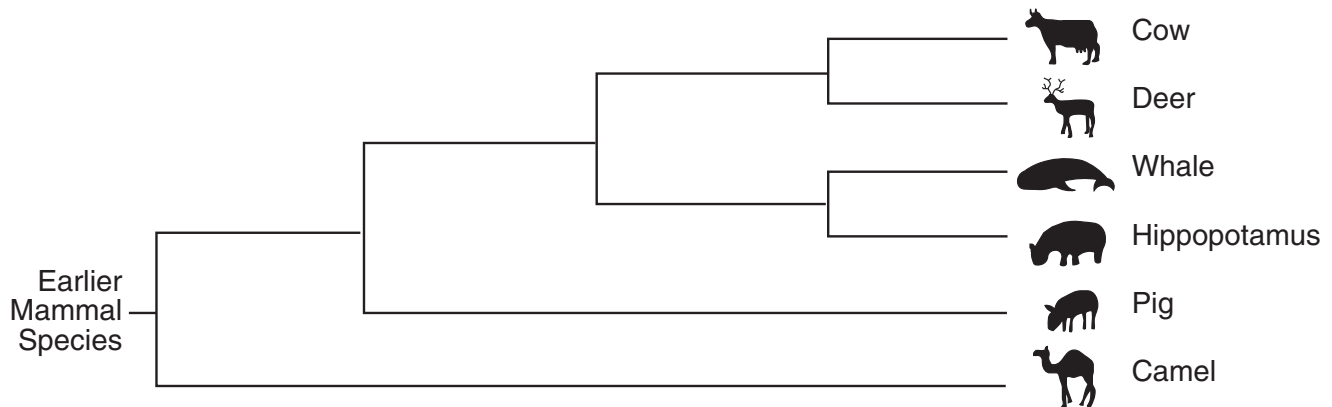 Cow
Deer
Whale
Hippopotamus
Earlier
Mammal
Species
Pig
Camel